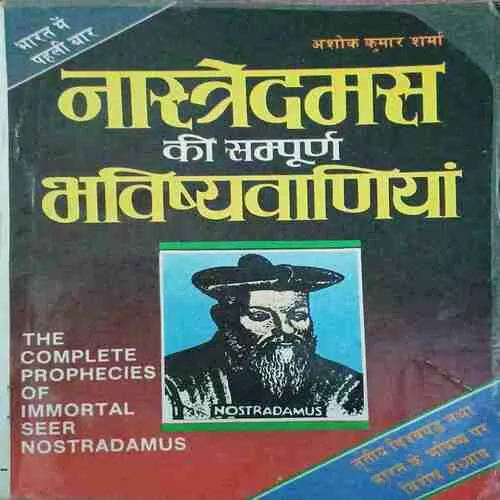 भारत में
पहली बार
अशोक कुमार शर्मा
नास्त्रेदमस
की सम्पूर्ण
भविष्यवाणियां
THE
COMPLETE
PROPHECIES
OF
IMMORTAL
SEER
NOSTRADAMUS
NOSTRADAMUS
तृतीय विश्वयुद्ध तथा
भारत के भविष्य पर
विशेष अध्याय